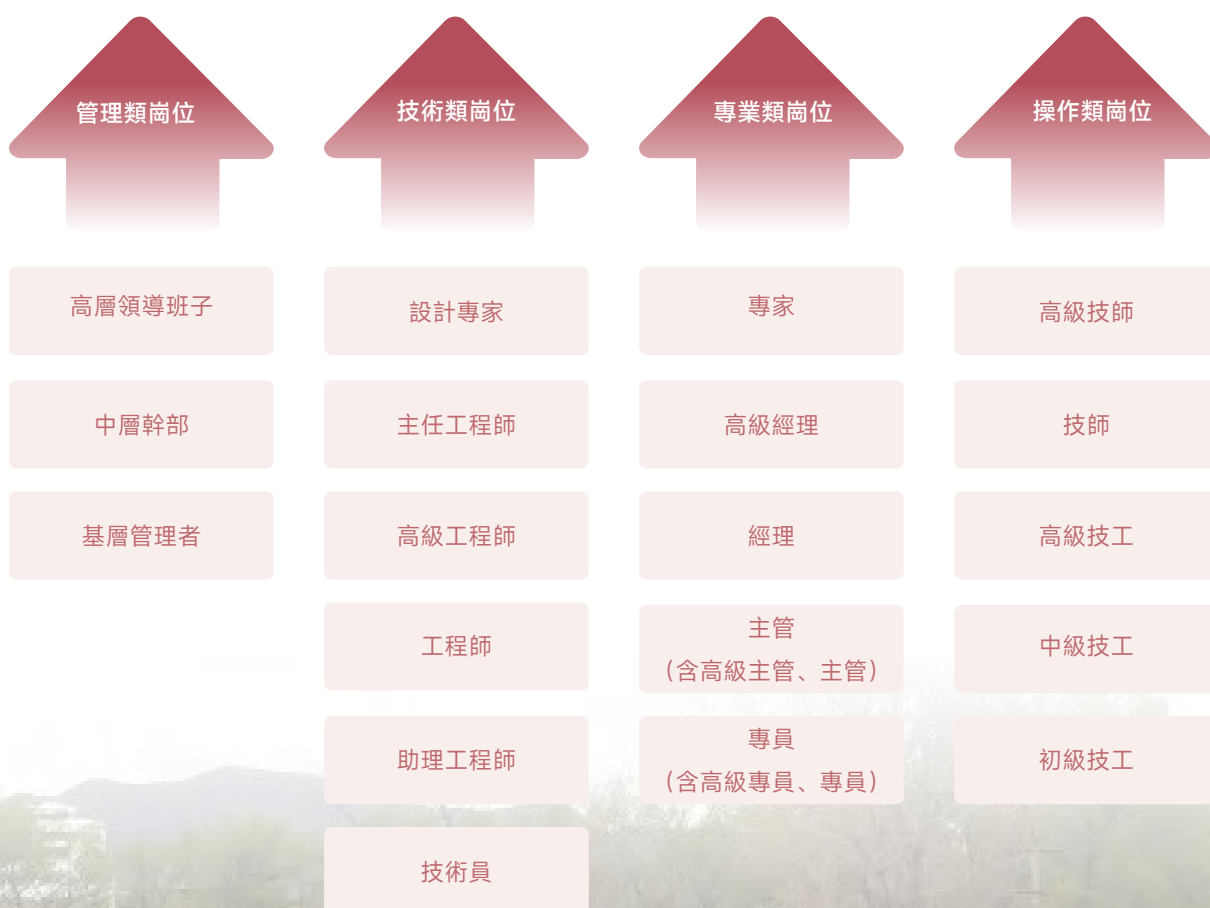 管理類崗位
技術類崗位
專業類崗位
操作類崗位
高層領導班子
設計專家
專家
高級技師
中層幹部
主任工程師
高級經理
技師
基層管理者
高級工程師
經理
高級技工
工程師
主管
(含高級主管、主管)
中級技工
助理工程師
專員
(含高級專員、專員)
初級技工
技術員